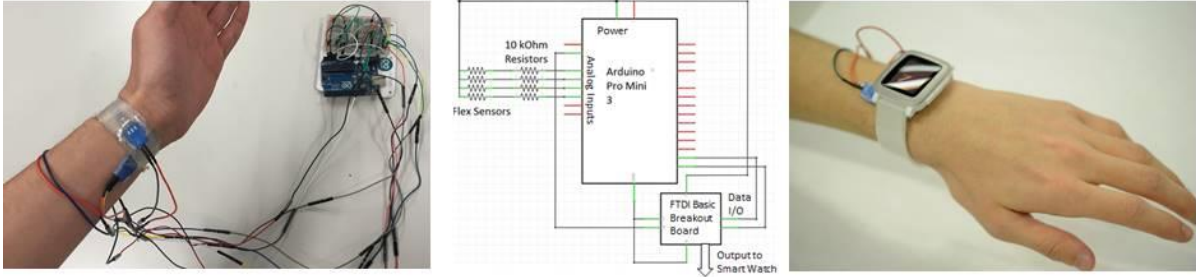 Power
10 kOhm
Resistors
Arduino
Pro Mini
3
Analog Inputs
Flex Sensors
FTDI Basic
Breakout
Board
Data
I/O
Output to
Smart Watch